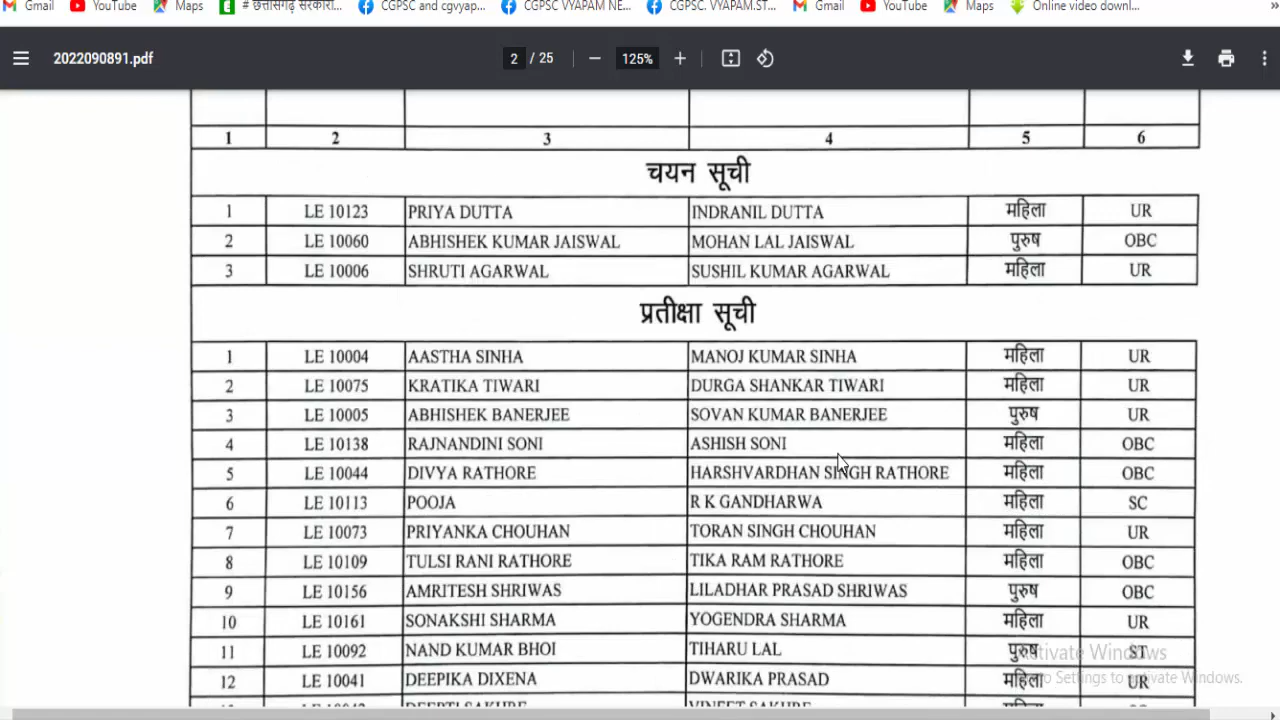 Gmail YouTube Maps # छत्तीसगढ़ सरकारी... CGPSC and cgvyap... CGPSC VYAPAM NE... CGPSC. VYAPAM.ST... Gmail YouTube Maps Online video downl... »
2022090891.pdf 2 / 25 — 125% +
1 2 3 4 5 6
चयन सूची
1 LE 10123 PRIYA DUTTA INDRANIL DUTTA महिला UR
2 LE 10060 ABHISHEK KUMAR JAISWAL MOHAN LAL JAISWAL पुरुष OBC
3 LE 10006 SHRUTI AGARWAL SUSHIL KUMAR AGARWAL महिला UR
प्रतीक्षा सूची
1 LE 10004 AASTHA SINHA MANOJ KUMAR SINHA महिला UR
2 LE 10075 KRATIKA TIWARI DURGA SHANKAR TIWARI महिला UR
3 LE 10005 ABHISHEK BANERJEE SOVAN KUMAR BANERJEE पुरुष UR
4 LE 10138 RAJNANDINI SONI ASHISH SONI महिला OBC
5 LE 10044 DIVYA RATHORE HARSHVARDHAN SINGH RATHORE महिला OBC
6 LE 10113 POOJA R K GANDHARWA महिला SC
7 LE 10073 PRIYANKA CHOUHAN TORAN SINGH CHOUHAN महिला UR
8 LE 10109 TULSI RANI RATHORE TIKA RAM RATHORE महिला OBC
9 LE 10156 AMRITESH SHRIWAS LILADHAR PRASAD SHRIWAS पुरुष OBC
10 LE 10161 SONAKSHI SHARMA YOGENDRA SHARMA महिला UR
11 LE 10092 NAND KUMAR BHOI TIHARU LAL पुरुष ST
Activate Windows
12 LE 10041 DEEPIKA DIXENA DWARIKA PRASAD महिला UR
Go to Settings to activate Windows.